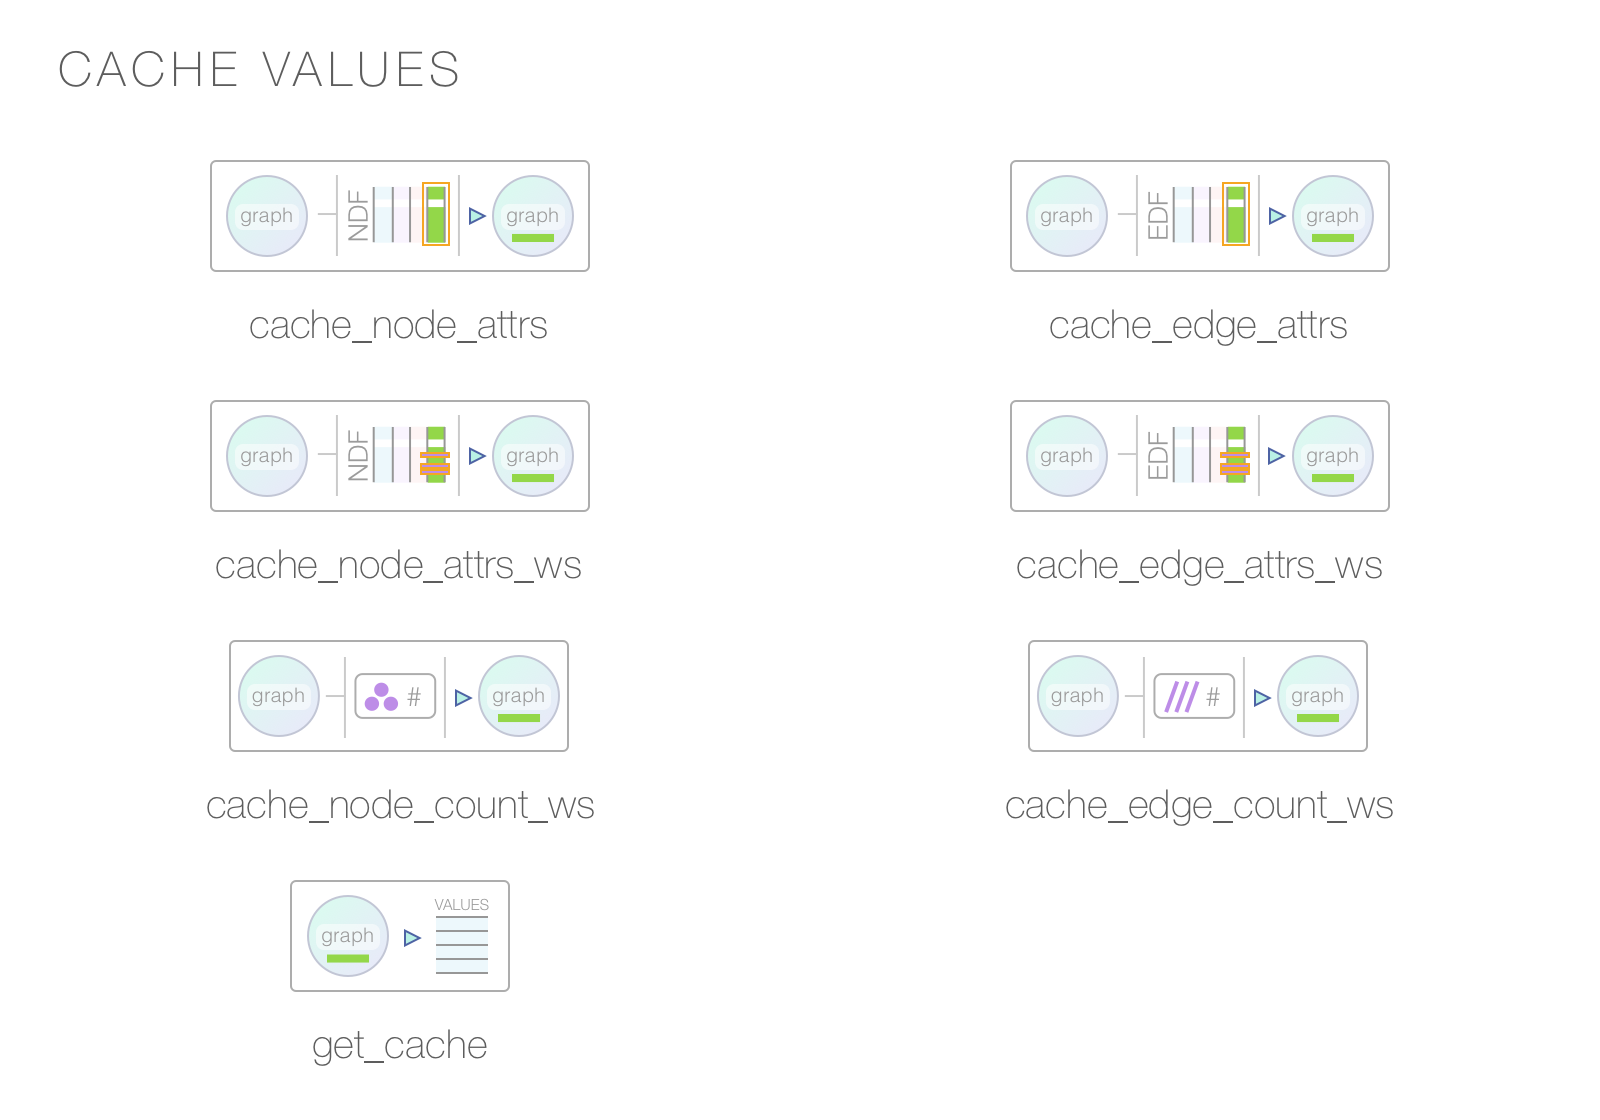 CACHE VALUES
graph NDF graph
cache_node_attrs
graph EDF graph
cache_edge_attrs
graph NDF graph
cache_node_attrs_ws
graph EDF graph
cache_edge_attrs_ws
graph # graph
cache_node_count_ws
graph # graph
cache_edge_count_ws
graph VALUES
get_cache